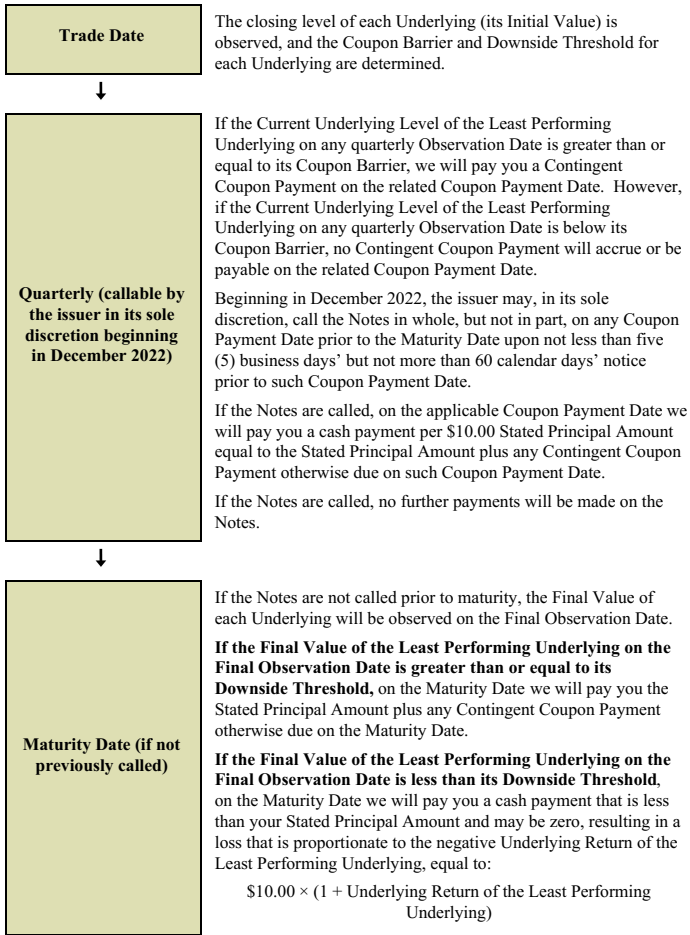 Trade Date
The closing level of each Underlying (its Initial Value) is
observed, and the Coupon Barrier and Downside Threshold for
each Underlying are determined.
Quarterly (callable by
the issuer in its sole
discretion beginning
in December 2022)
If the Current Underlying Level of the Least Performing
Underlying on any quarterly Observation Date is greater than or
equal to its Coupon Barrier, we will pay you a Contingent
Coupon Payment on the related Coupon Payment Date. However,
if the Current Underlying Level of the Least Performing
Underlying on any quarterly Observation Date is below its
Coupon Barrier, no Contingent Coupon Payment will accrue or be
payable on the related Coupon Payment Date.
Beginning in December 2022, the issuer may, in its sole
discretion, call the Notes in whole, but not in part, on any Coupon
Payment Date prior to the Maturity Date upon not less than five
(5) business days’ but not more than 60 calendar days’ notice
prior to such Coupon Payment Date.
If the Notes are called, on the applicable Coupon Payment Date we
will pay you a cash payment per $10.00 Stated Principal Amount
equal to the Stated Principal Amount plus any Contingent Coupon
Payment otherwise due on such Coupon Payment Date.
If the Notes are called, no further payments will be made on the
Notes.
Maturity Date (if not
previously called)
If the Notes are not called prior to maturity, the Final Value of
each Underlying will be observed on the Final Observation Date.
If the Final Value of the Least Performing Underlying on the
Final Observation Date is greater than or equal to its
Downside Threshold, on the Maturity Date we will pay you the
Stated Principal Amount plus any Contingent Coupon Payment
otherwise due on the Maturity Date.
If the Final Value of the Least Performing Underlying on the
Final Observation Date is less than its Downside Threshold,
on the Maturity Date we will pay you a cash payment that is less
than your Stated Principal Amount and may be zero, resulting in a
loss that is proportionate to the negative Underlying Return of the
Least Performing Underlying, equal to:
$10.00 × (1 + Underlying Return of the Least Performing
Underlying)